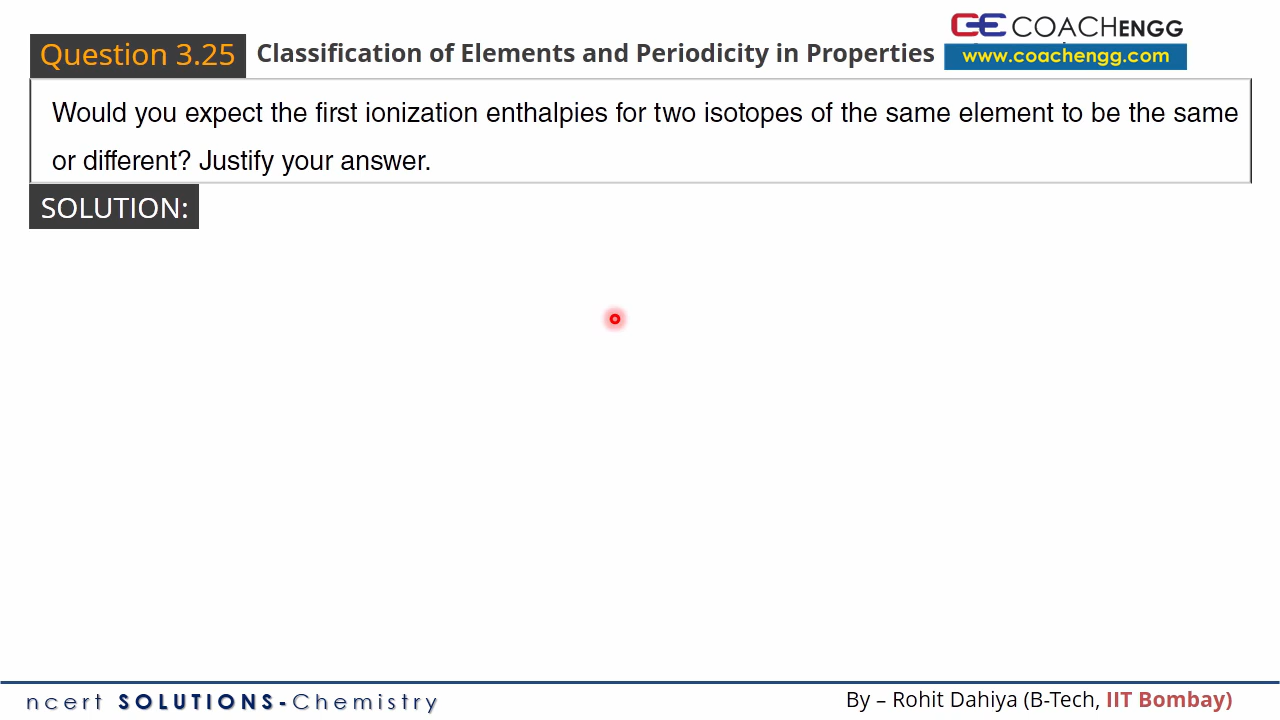 Question 3.25 Classification of Elements and Periodicity in Properties
COACHENGG
www.coachengg.com
Would you expect the first ionization enthalpies for two isotopes of the same element to be the same
or different? Justify your answer.
SOLUTION:
ncert SOLUTIONS-Chemistry
By – Rohit Dahiya (B-Tech, IIT Bombay)